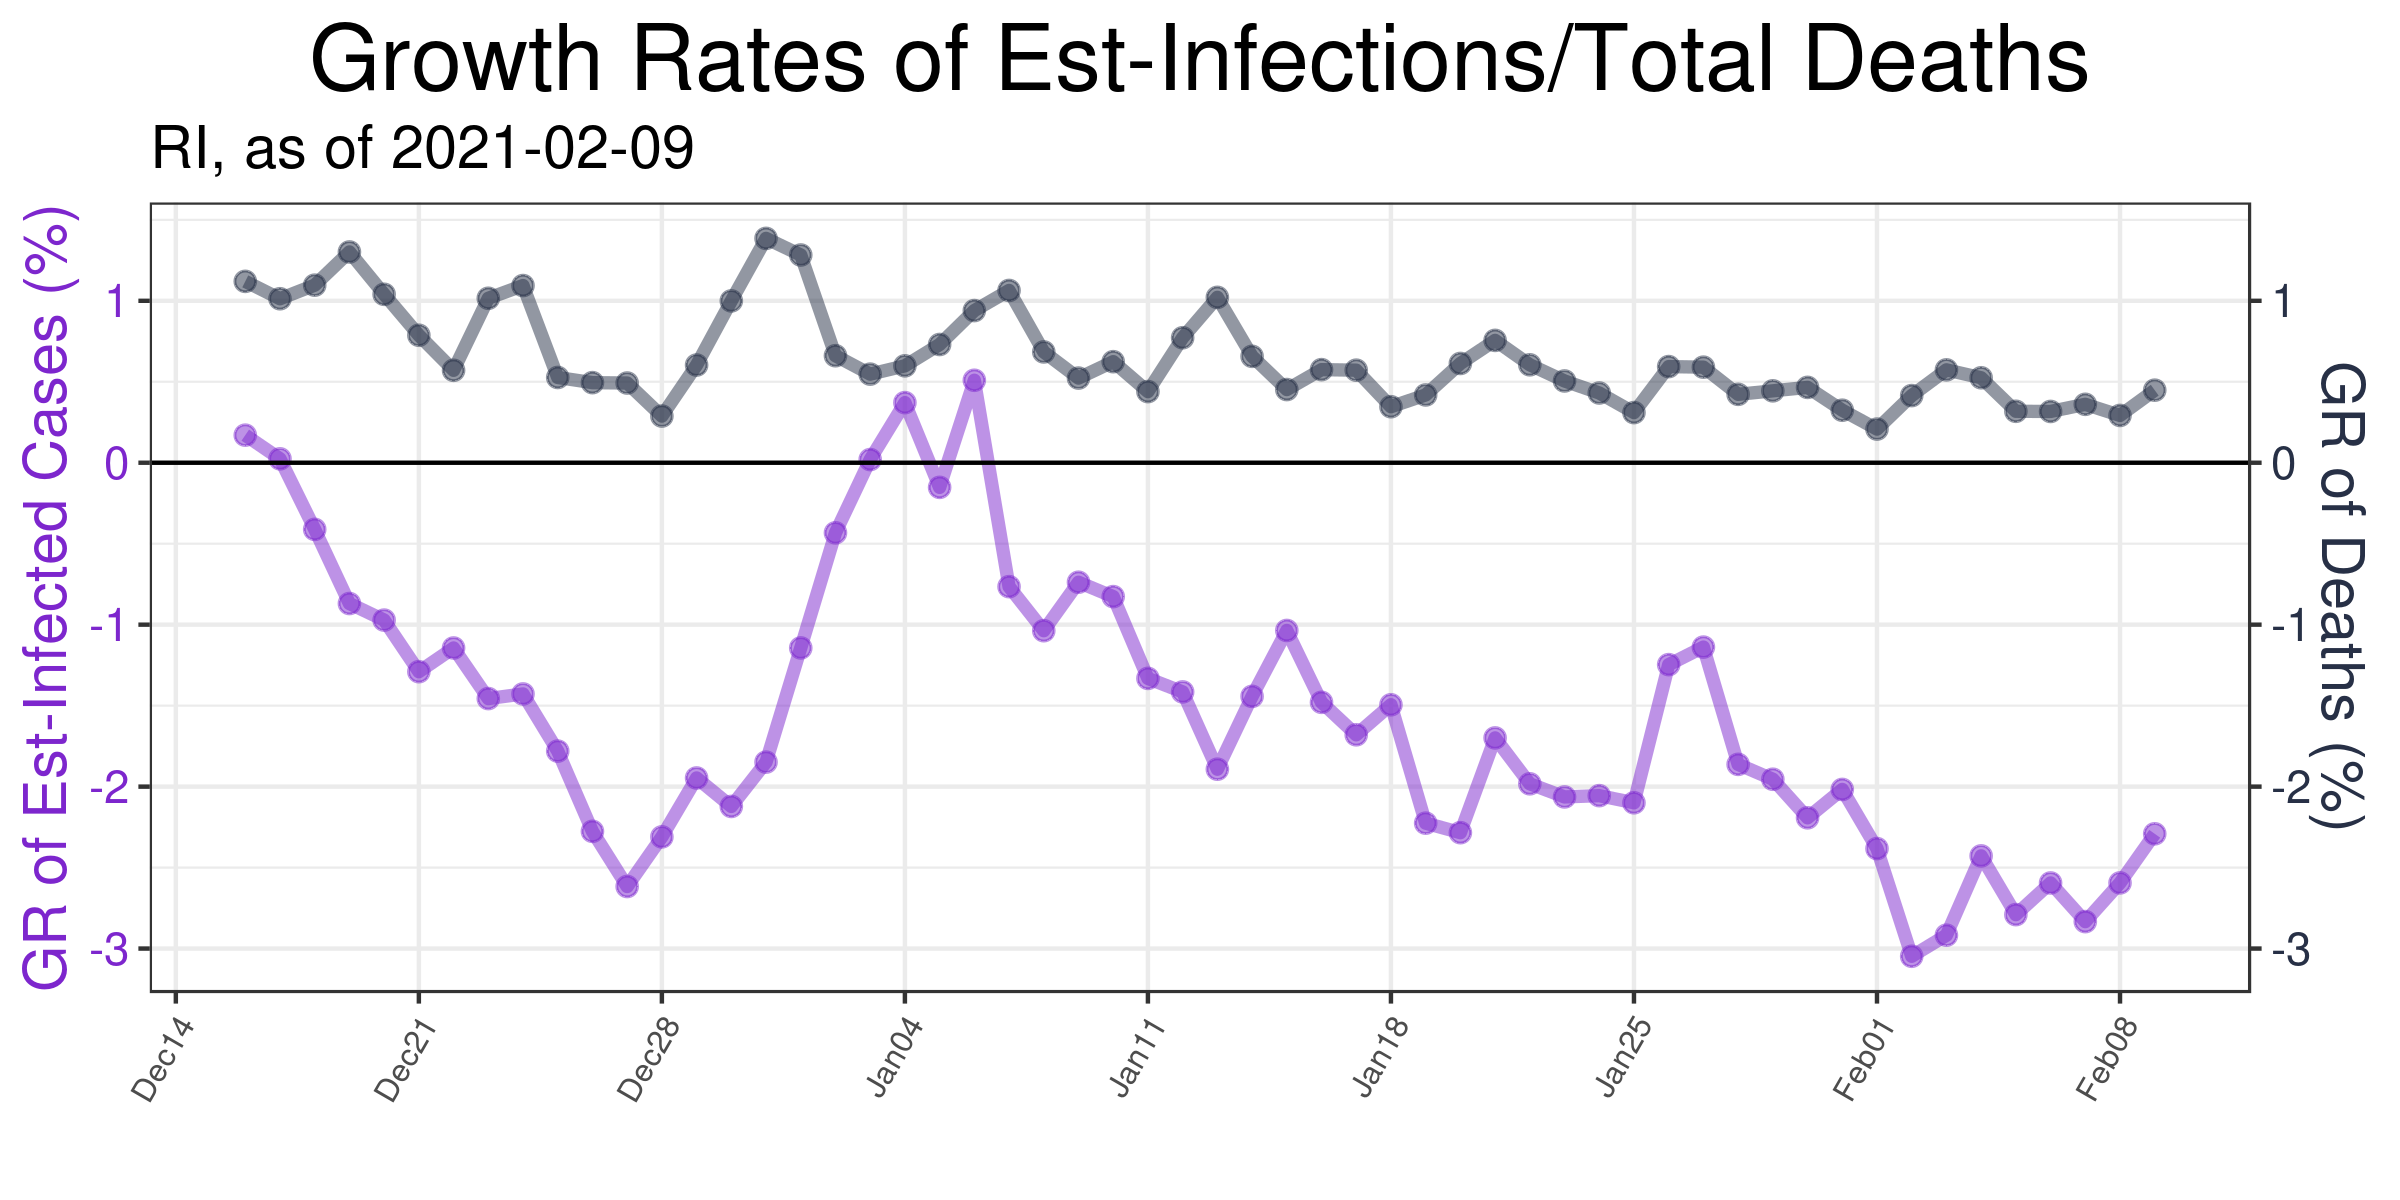 Growth Rates of Est-Infections/Total Deaths
RI, as of 2021-02-09
GR of Est-Infected Cases (%)
1
0
-1
-2
-3
1
0
-1
-2
-3
GR of Deaths (%)
Dec14
Dec21
Dec28
Jan04
Jan11
Jan18
Jan25
Feb01
Feb08